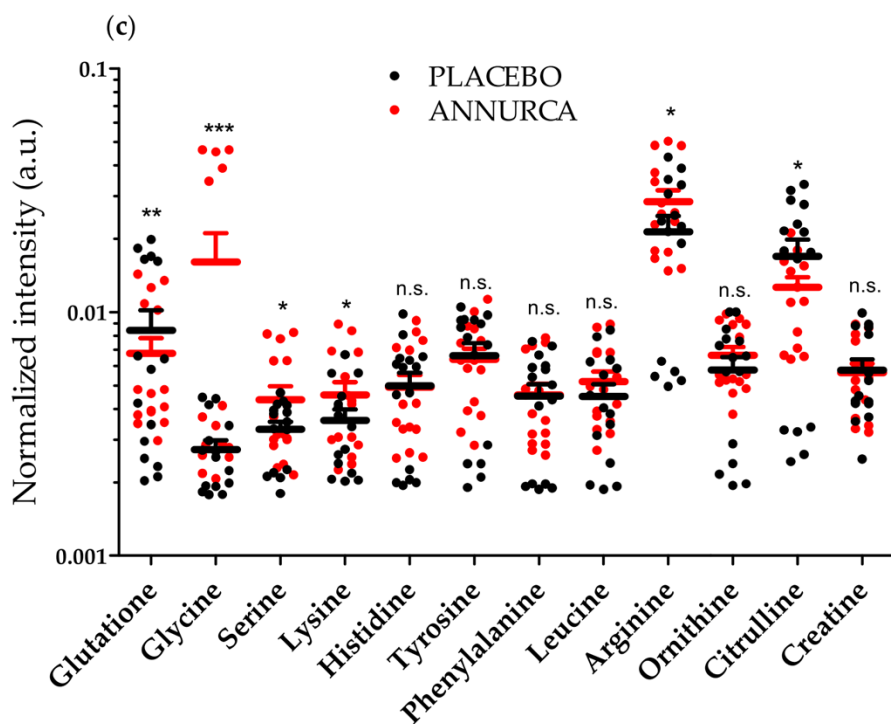 (c)
Normalized intensity (a.u.)
0.1
0.01
0.001
PLACEBO
ANNURCA
**
***
*
*
n.s.
n.s.
n.s.
n.s.
*
n.s.
*
n.s.
Glutatione
Glycine
Serine
Lysine
Histidine
Tyrosine
Phenylalanine
Leucine
Arginine
Ornithine
Citrulline
Creatine